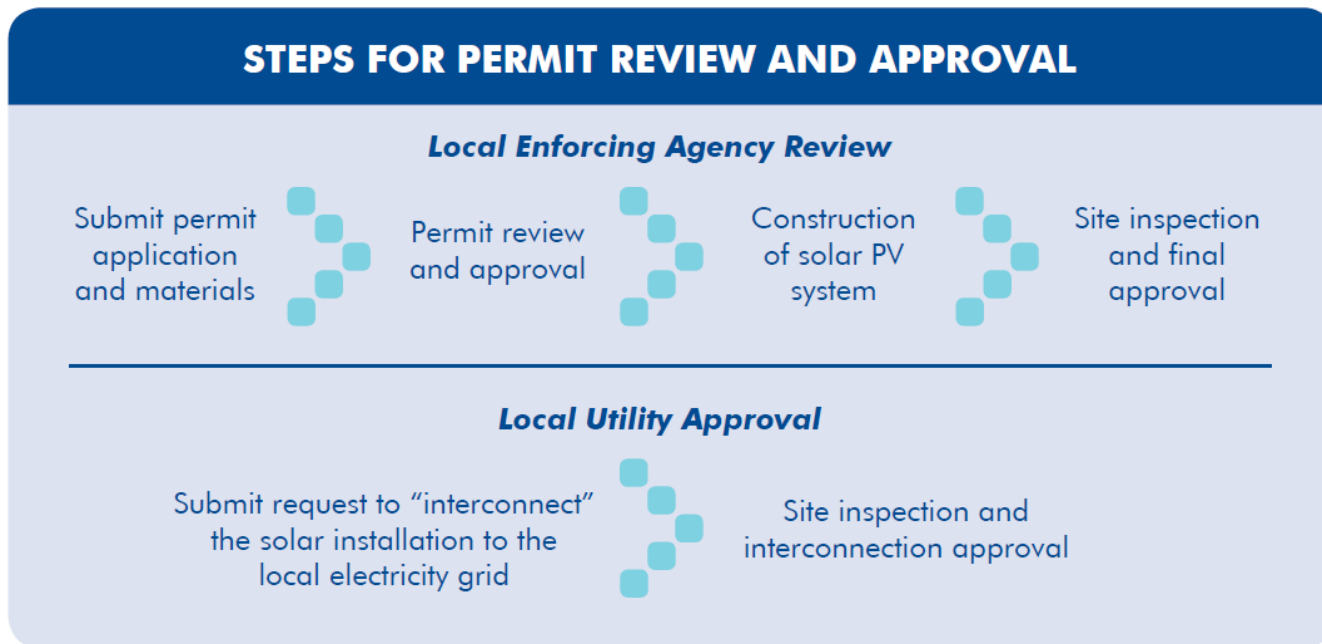 STEPS FOR PERMIT REVIEW AND APPROVAL
Local Enforcing Agency Review
Submit permit
application
and materials
Permit review
and approval
Construction
of solar PV
system
Site inspection
and final
approval
Local Utility Approval
Submit request to “interconnect”
the solar installation to the
local electricity grid
Site inspection and
interconnection approval